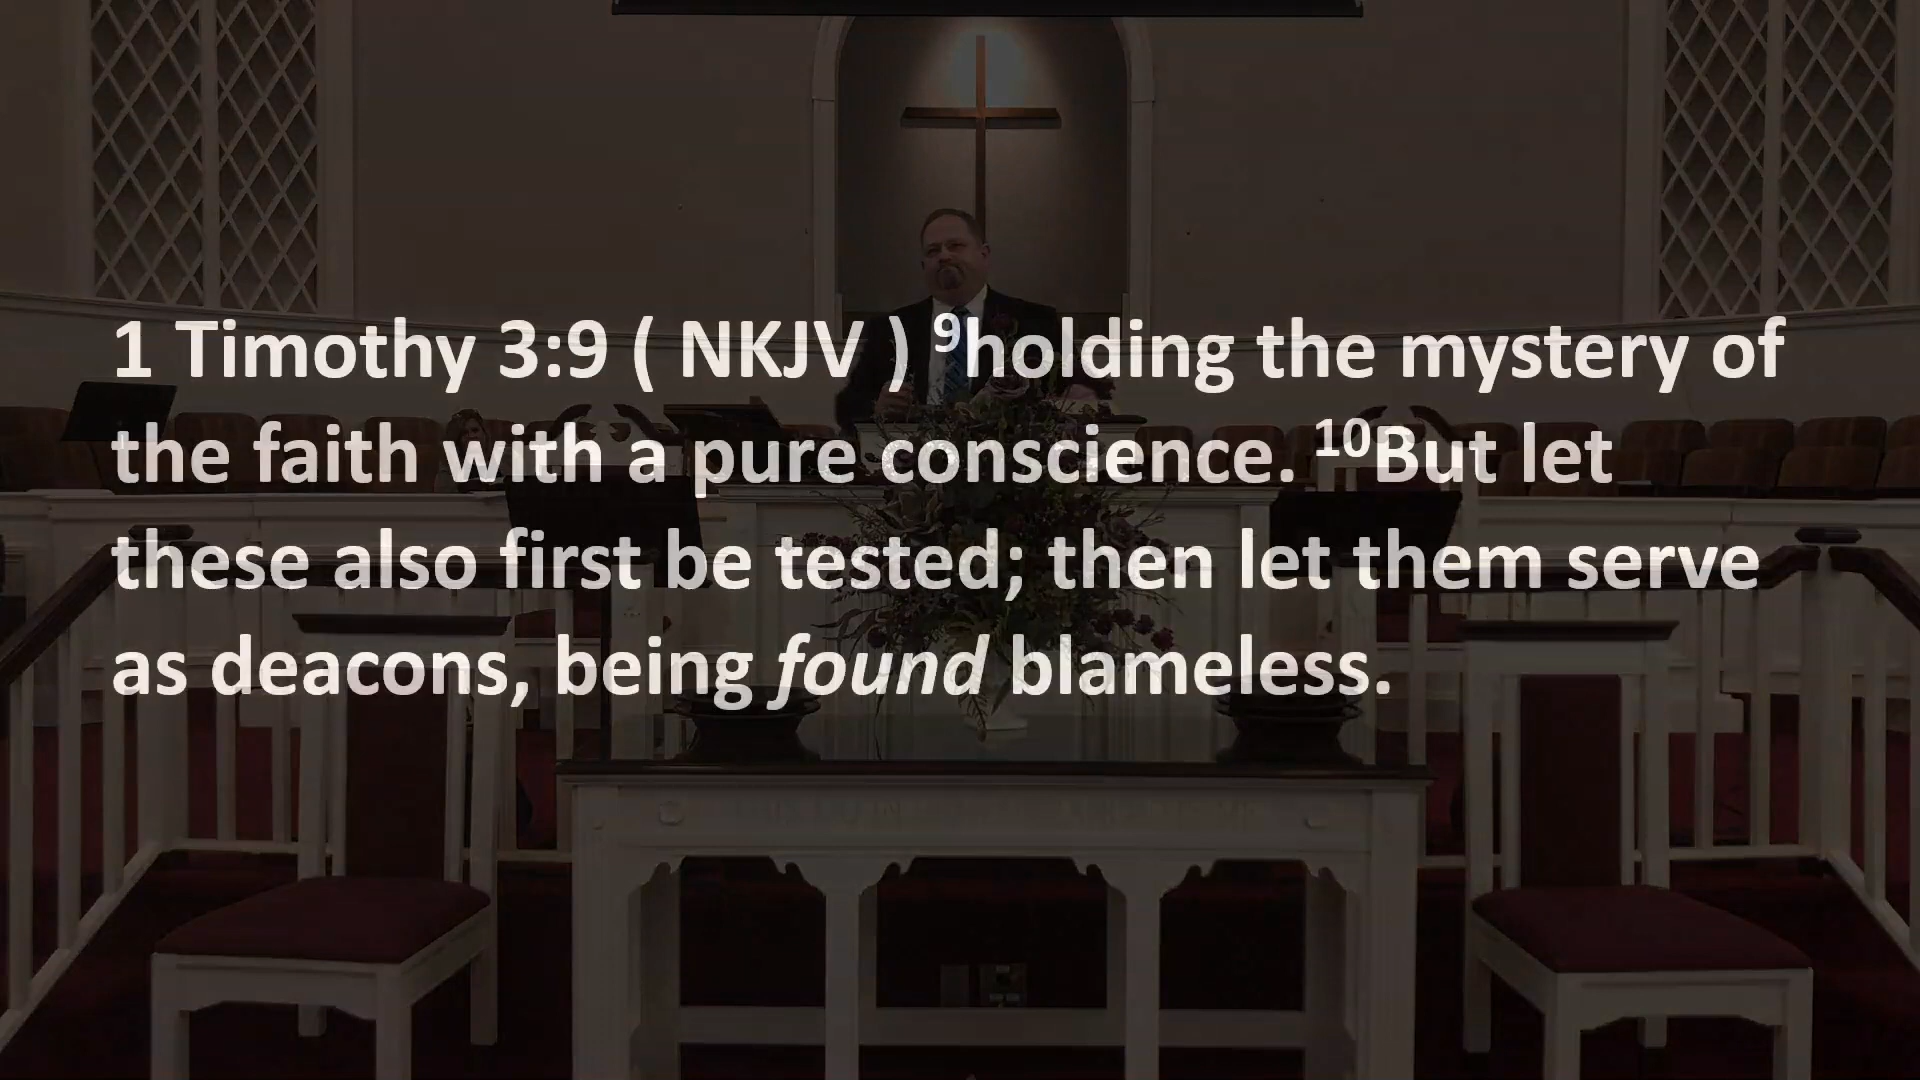 1 Timothy 3:9 ( NKJV ) ⁹holding the mystery of
the faith with a pure conscience. ¹⁰But let
these also first be tested; then let them serve
as deacons, being found blameless.